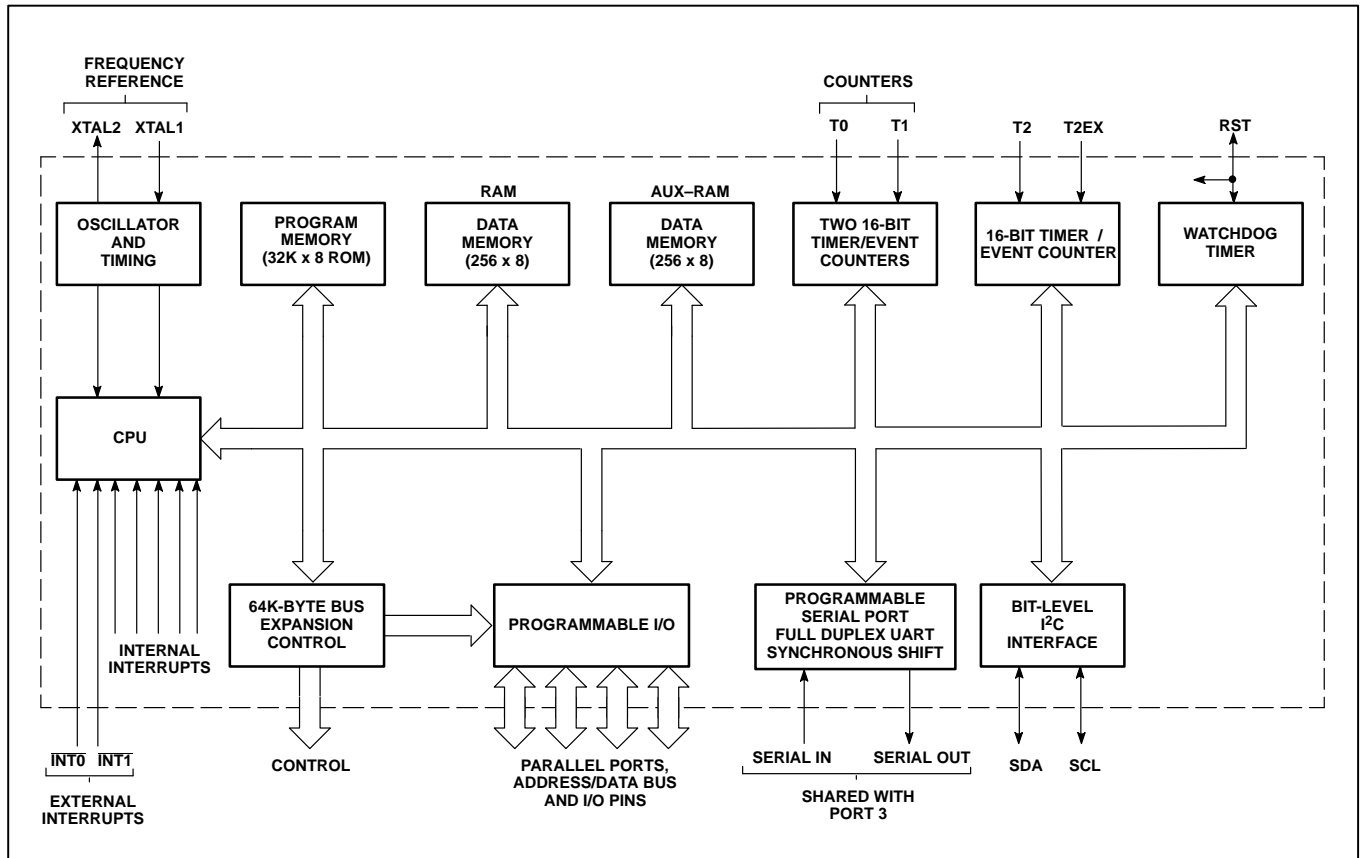 FREQUENCY
REFERENCE
XTAL2 XTAL1
COUNTERS
T0 T1
T2 T2EX
RST
OSCILLATOR
AND
TIMING
PROGRAM
MEMORY
(32K x 8 ROM)
RAM
DATA
MEMORY
(256 x 8)
AUX–RAM
DATA
MEMORY
(256 x 8)
TWO 16-BIT
TIMER/EVENT
COUNTERS
16-BIT TIMER /
EVENT COUNTER
WATCHDOG
TIMER
CPU
INTERNAL
INTERRUPTS
64K-BYTE BUS
EXPANSION
CONTROL
PROGRAMMABLE I/O
PROGRAMMABLE
SERIAL PORT
FULL DUPLEX UART
SYNCHRONOUS SHIFT
BIT-LEVEL
I²C
INTERFACE
INT0 INT1
EXTERNAL
INTERRUPTS
CONTROL
PARALLEL PORTS,
ADDRESS/DATA BUS
AND I/O PINS
SERIAL IN SERIAL OUT
SHARED WITH
PORT 3
SDA SCL